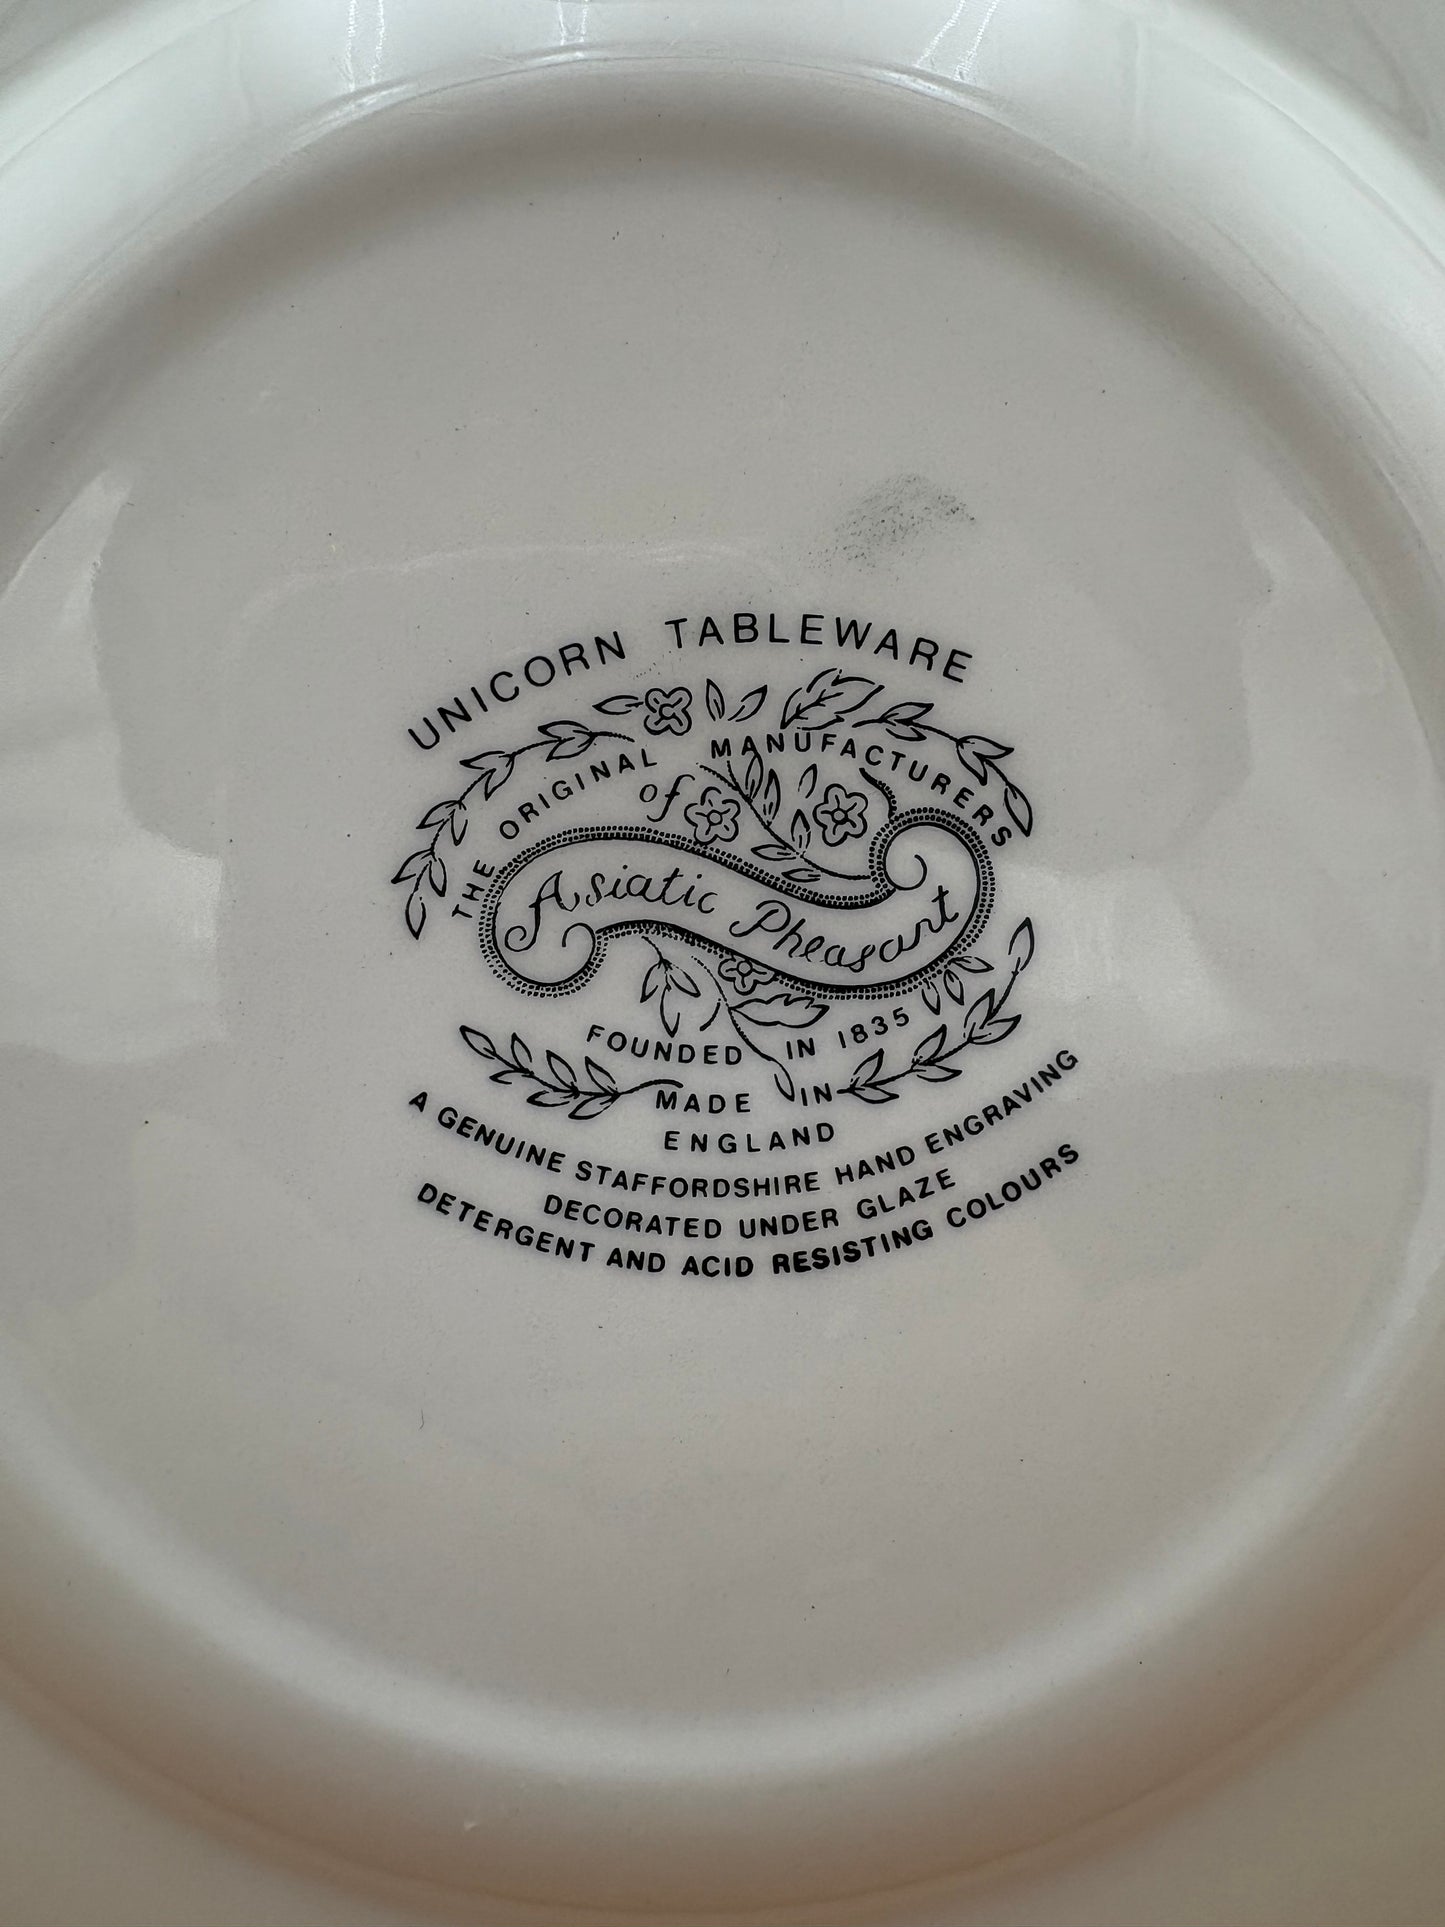 UNICORN TABLEWARE
THE ORIGINAL MANUFACTURERS
of
Asiatic Pheasant
FOUNDED IN 1835
MADE IN
ENGLAND
A GENUINE STAFFORDSHIRE HAND ENGRAVING
DECORATED UNDER GLAZE
DETERGENT AND ACID RESISTING COLOURS